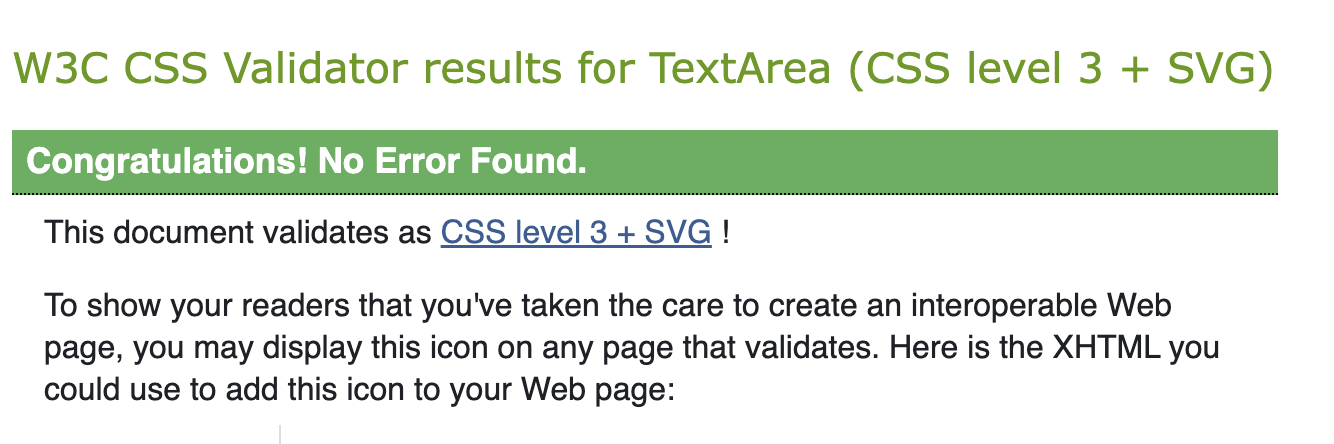 W3C CSS Validator results for TextArea (CSS level 3 + SVG)
Congratulations! No Error Found.
This document validates as CSS level 3 + SVG !
To show your readers that you've taken the care to create an interoperable Web
page, you may display this icon on any page that validates. Here is the XHTML you
could use to add this icon to your Web page: